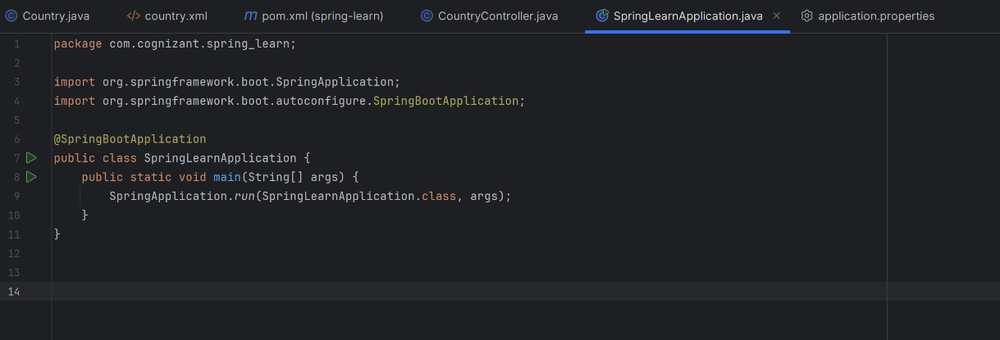 Country.java country.xml pom.xml (spring-learn) CountryController.java SpringLearnApplication.java application.properties
1 package com.cognizant.spring_learn;
2
3 import org.springframework.boot.SpringApplication;
4 import org.springframework.boot.autoconfigure.SpringBootApplication;
5
6 @SpringBootApplication
7 public class SpringLearnApplication {
8     public static void main(String[] args) {
9         SpringApplication.run(SpringLearnApplication.class, args);
10     }
11 }
12
13
14